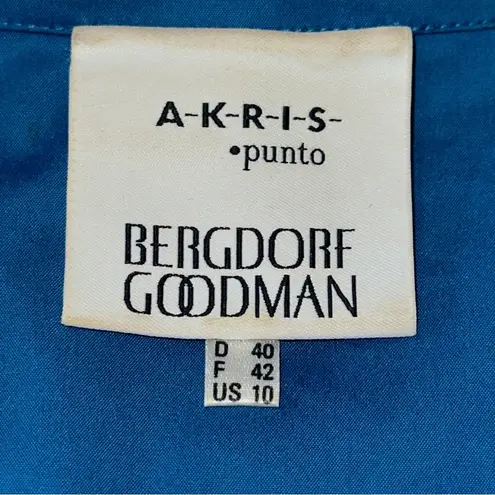 A-K-R-I-S-
•punto
BERGDORF
GOODMAN
D 40
F 42
US 10